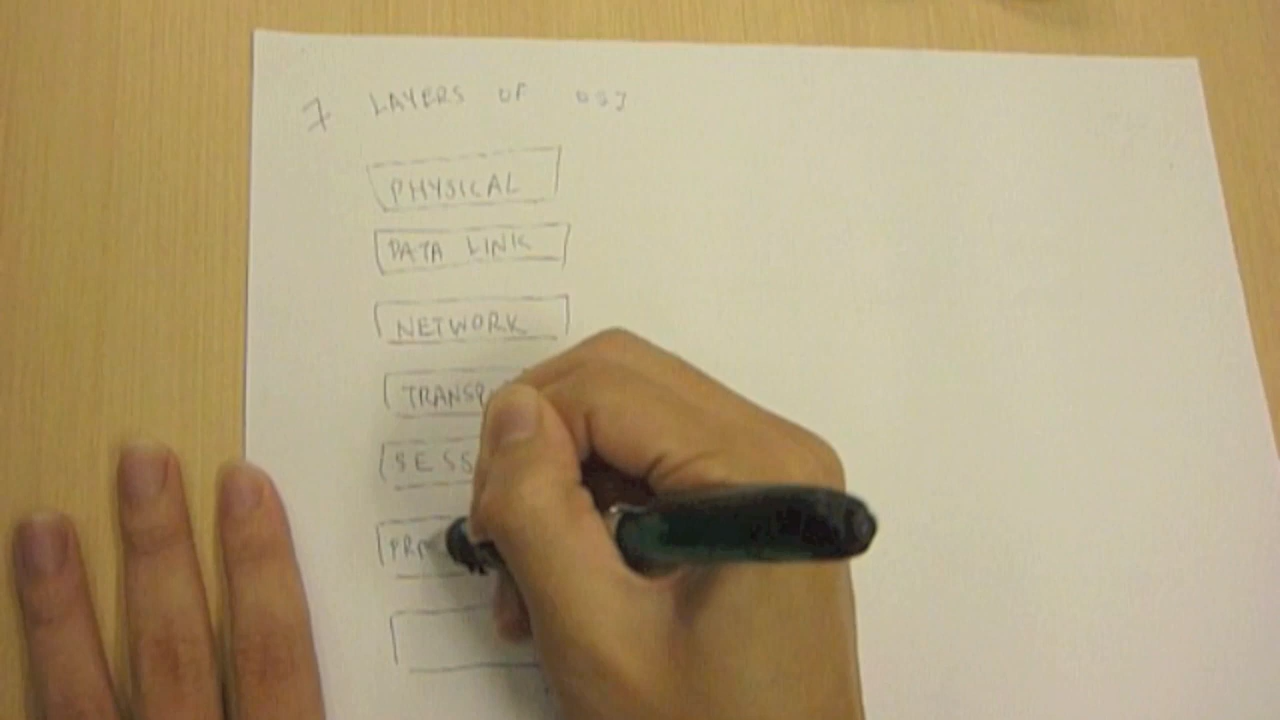 7 LAYERS OF OSI
PHYSICAL
DATA LINK
NETWORK
TRANSP
SESS
PR